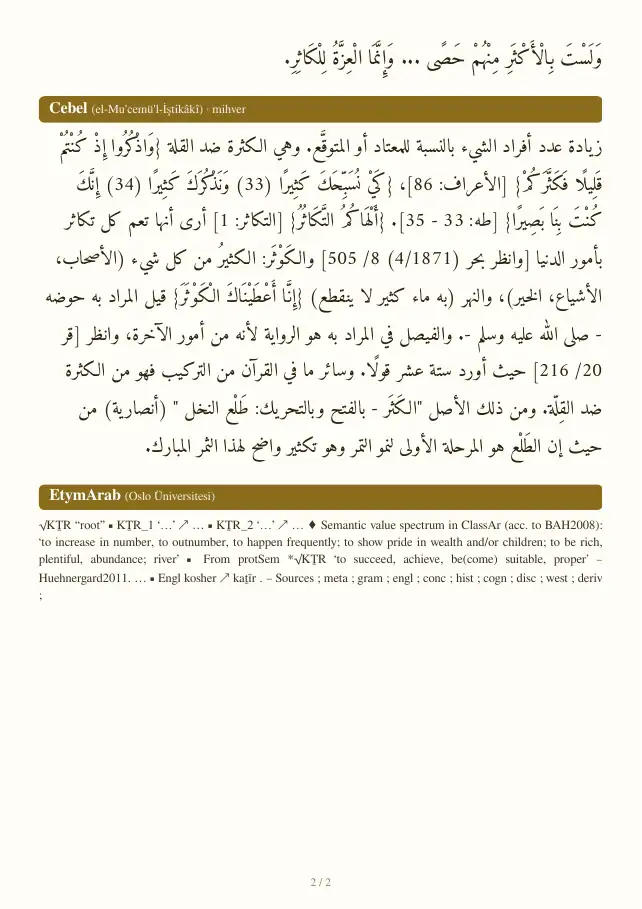 وَلَسْتَ بِالْأَكْثَرِ مِنْهُمْ حَصًى ... وَإِنَّمَا الْعِزَّةُ لِلْكَاثِرِ.
Cebel (el-Mu'cemü'l-İştikâkî) · mihver
زيادة عدد أفراد الشيء بالنسبة للمعتاد أو المتوقَّع. وهي الكثرة ضد القلة {وَاذْكُرُوا إِذْ كُنْتُمْ
قَلِيلًا فَكَثَّرَكُمْ} [الأعراف: 86]، {كَيْ نُسَبِّحَكَ كَثِيرًا (33) وَنَذْكُرَكَ كَثِيرًا (34) إِنَّكَ
كُنْتَ بِنَا بَصِيرًا} [طه: 33 - 35]. {أَلْهَاكُمُ التَّكَاثُرُ} [التكاثر: 1] أرى أنها تعم كل تكاثر
بأمور الدنيا [وانظر بحر (4/1871) 8/ 505] والكَوْثَر: الكثيرُ من كل شيء (الأصحاب،
الأشياع، الخير)، والنهر (به ماء كثير لا ينقطع) {إِنَّا أَعْطَيْنَاكَ الْكَوْثَرَ} قيل المراد به حوضه
- صلى الله عليه وسلم -. والفيصل في المراد به هو الرواية لأنه من أمور الآخرة، وانظر [قر
20/ 216] حيث أورد ستة عشر قولًا. وسائر ما في القرآن من التركيب فهو من الكثرة
ضد القِلّة. ومن ذلك الأصل "الكَثَر - بالفتح وبالتحريك: طَلْع النخل " (أنصارية) من
حيث إن الطَلْع هو المرحلة الأولى لنمو التمر وهو تكثير واضح لهذا الثمر المبارك.
EtymArab (Oslo Üniversitesi)
√KṮR “root” ▪ KṮR_1 ‘…’ ↗ … ▪ KṮR_2 ‘…’ ↗ … ♦ Semantic value spectrum in ClassAr (acc. to BAH2008):
‘to increase in number, to outnumber, to happen frequently; to show pride in wealth and/or children; to be rich,
plentiful, abundance; river’ ▪ From protSem *√KṮR ‘to succeed, achieve, be(come) suitable, proper’ –
Huehnergard2011. … ▪ Engl kosher ↗ kaṯīr . – Sources ; meta ; gram ; engl ; conc ; hist ; cogn ; disc ; west ; deriv
;
2 / 2